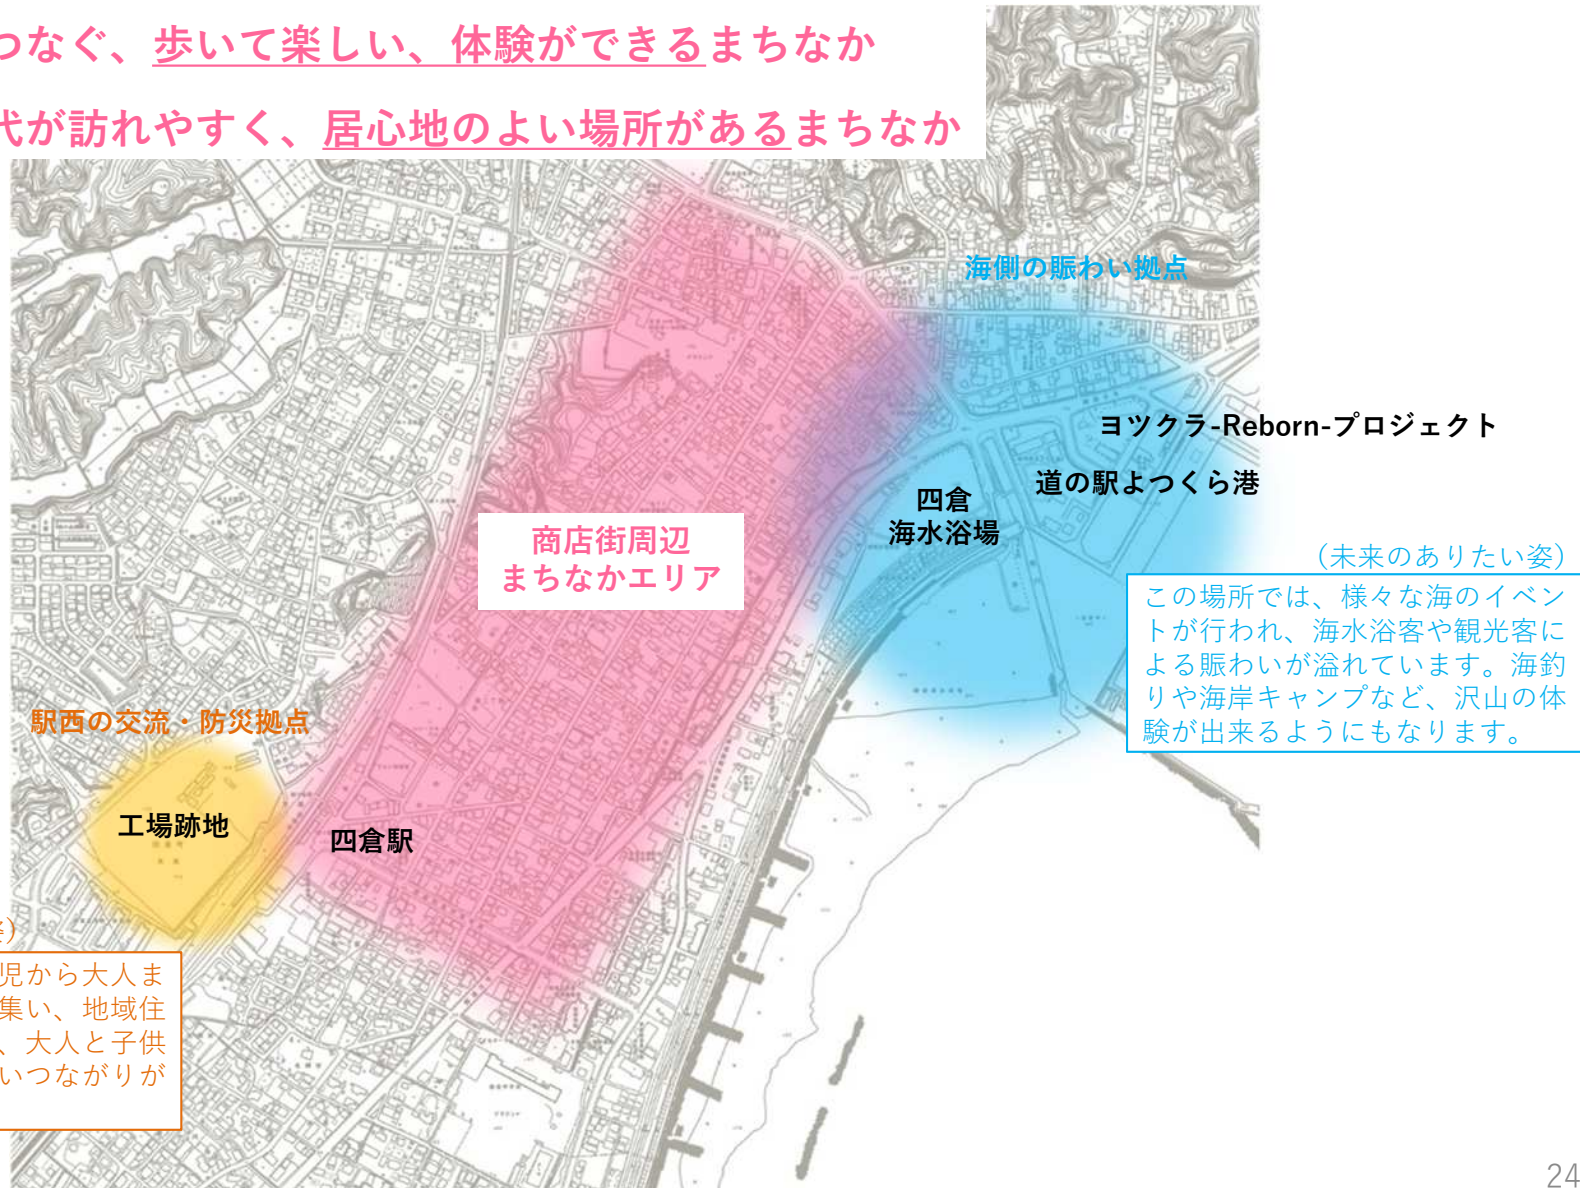 つなぐ、歩いて楽しい、体験ができるまちなか
代が訪れやすく、居心地のよい場所があるまちなか
海側の賑わい拠点
ヨツクラ-Reborn-プロジェクト
道の駅よつくら港
四倉
海水浴場
商店街周辺
まちなかエリア
（未来のありたい姿）
この場所では、様々な海のイベン
トが行われ、海水浴客や観光客に
よる賑わいが溢れています。海釣
りや海岸キャンプなど、沢山の体
験が出来るようにもなります。
駅西の交流・防災拠点
工場跡地
四倉駅
姿）
児から大人ま
集い、地域住
、大人と子供
いつながりが
24